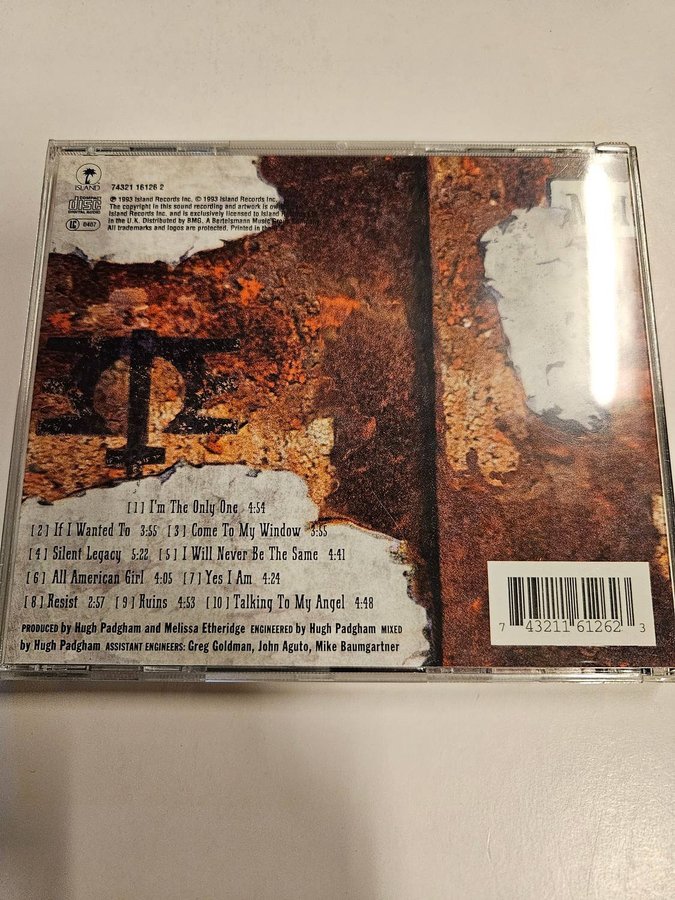 ISLAND
74321 16126 2
COMPACT
DISC
DIGITAL AUDIO
LC 0407
℗ 1993 Island Records Inc. © 1993 Island Records Inc.
The copyright in this sound recording and artwork is
Island Records Inc. and is exclusively licensed to Island
in the U.K. Distributed by BMG. A Bertelsmann Music
All trademarks and logos are protected. Printed in the
[1] I'm The Only One 4:54
[2] If I Wanted To 3:55 [3] Come To My Window 3:55
[4] Silent Legacy 5:22 [5] I Will Never Be The Same 4:41
[6] All American Girl 4:05 [7] Yes I Am 4:24
[8] Resist 2:57 [9] Ruins 4:53 [10] Talking To My Angel 4:48
PRODUCED by Hugh Padgham and Melissa Etheridge ENGINEERED by Hugh Padgham MIXED
by Hugh Padgham ASSISTANT ENGINEERS: Greg Goldman, John Aguto, Mike Baumgartner
7 43211 61262 3